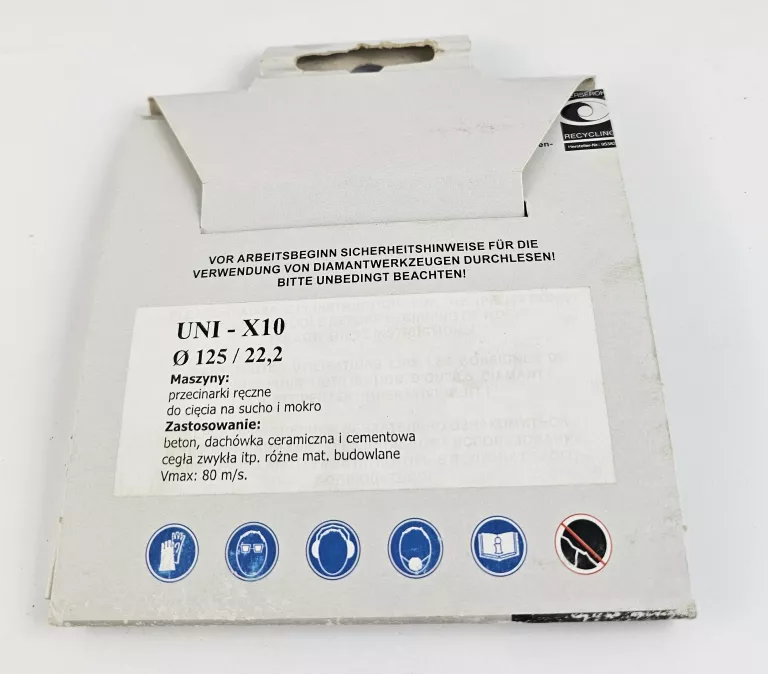 RECYCLING
en-
VOR ARBEITSBEGINN SICHERHEITSHINWEISE FÜR DIE
VERWENDUNG VON DIAMANTWERKZEUGEN DURCHLESEN!
BITTE UNBEDINGT BEACHTEN!
UNI - X10
Ø 125 / 22,2
Maszyny:
przecinarki ręczne
do cięcia na sucho i mokro
Zastosowanie:
beton, dachówka ceramiczna i cementowa
cegła zwykła itp. różne mat. budowlane
Vmax: 80 m/s.